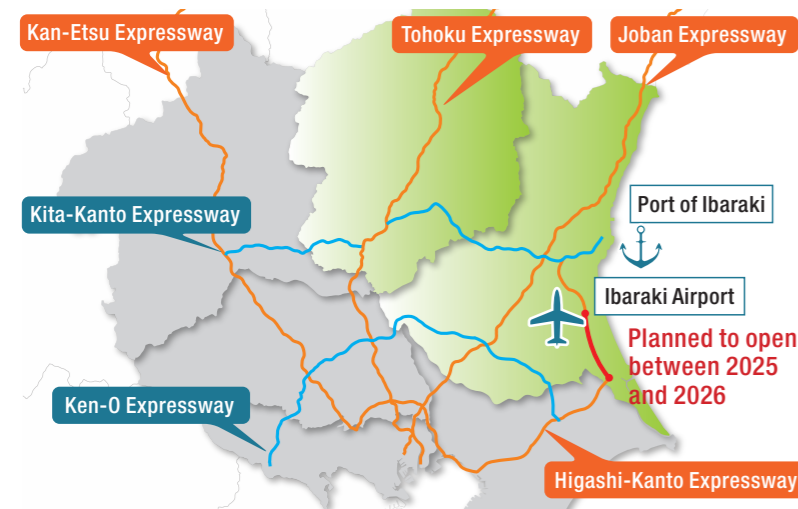 Kan-Etsu Expressway
Tohoku Expressway
Joban Expressway
Kita-Kanto Expressway
Port of Ibaraki
Ibaraki Airport
Planned to open
between 2025
and 2026
Ken-O Expressway
Higashi-Kanto Expressway